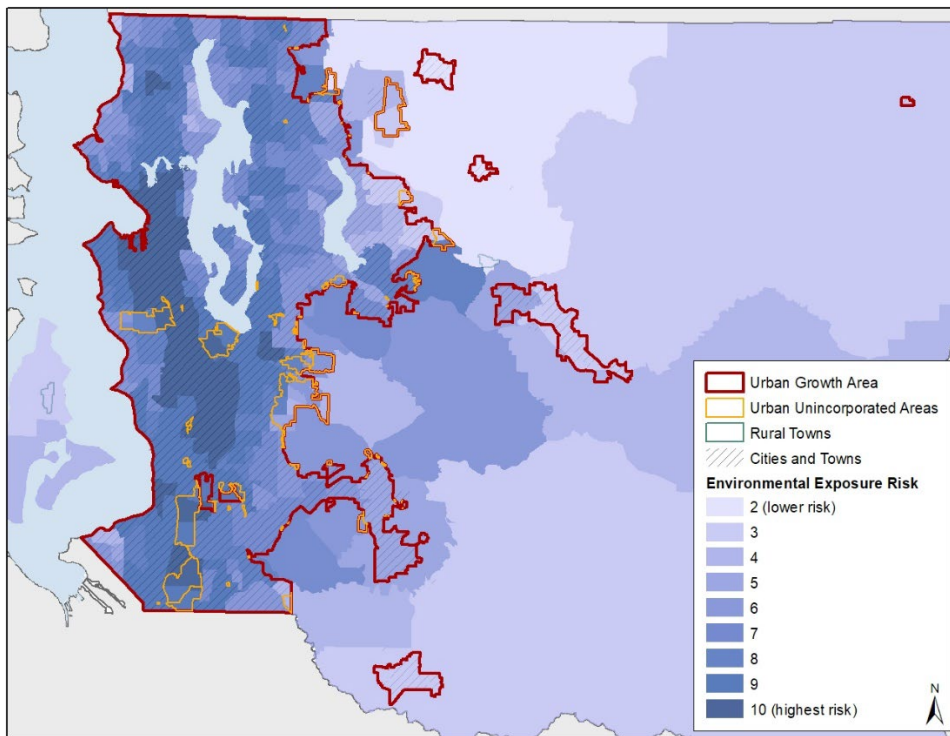 Urban Growth Area
Urban Unincorporated Areas
Rural Towns
Cities and Towns
Environmental Exposure Risk
2 (lower risk)
3
4
5
6
7
8
9
10 (highest risk)
N